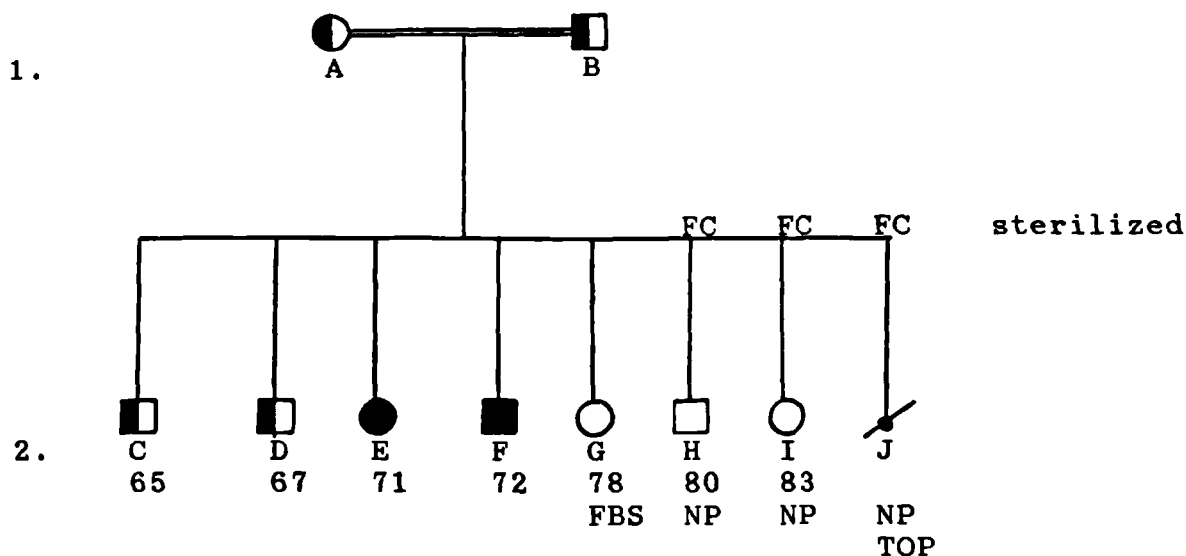 1.
A B
FC FC FC sterilized
2.
C D E F G H I J
65 67 71 72 78 80 83
FBS NP NP NP
TOP